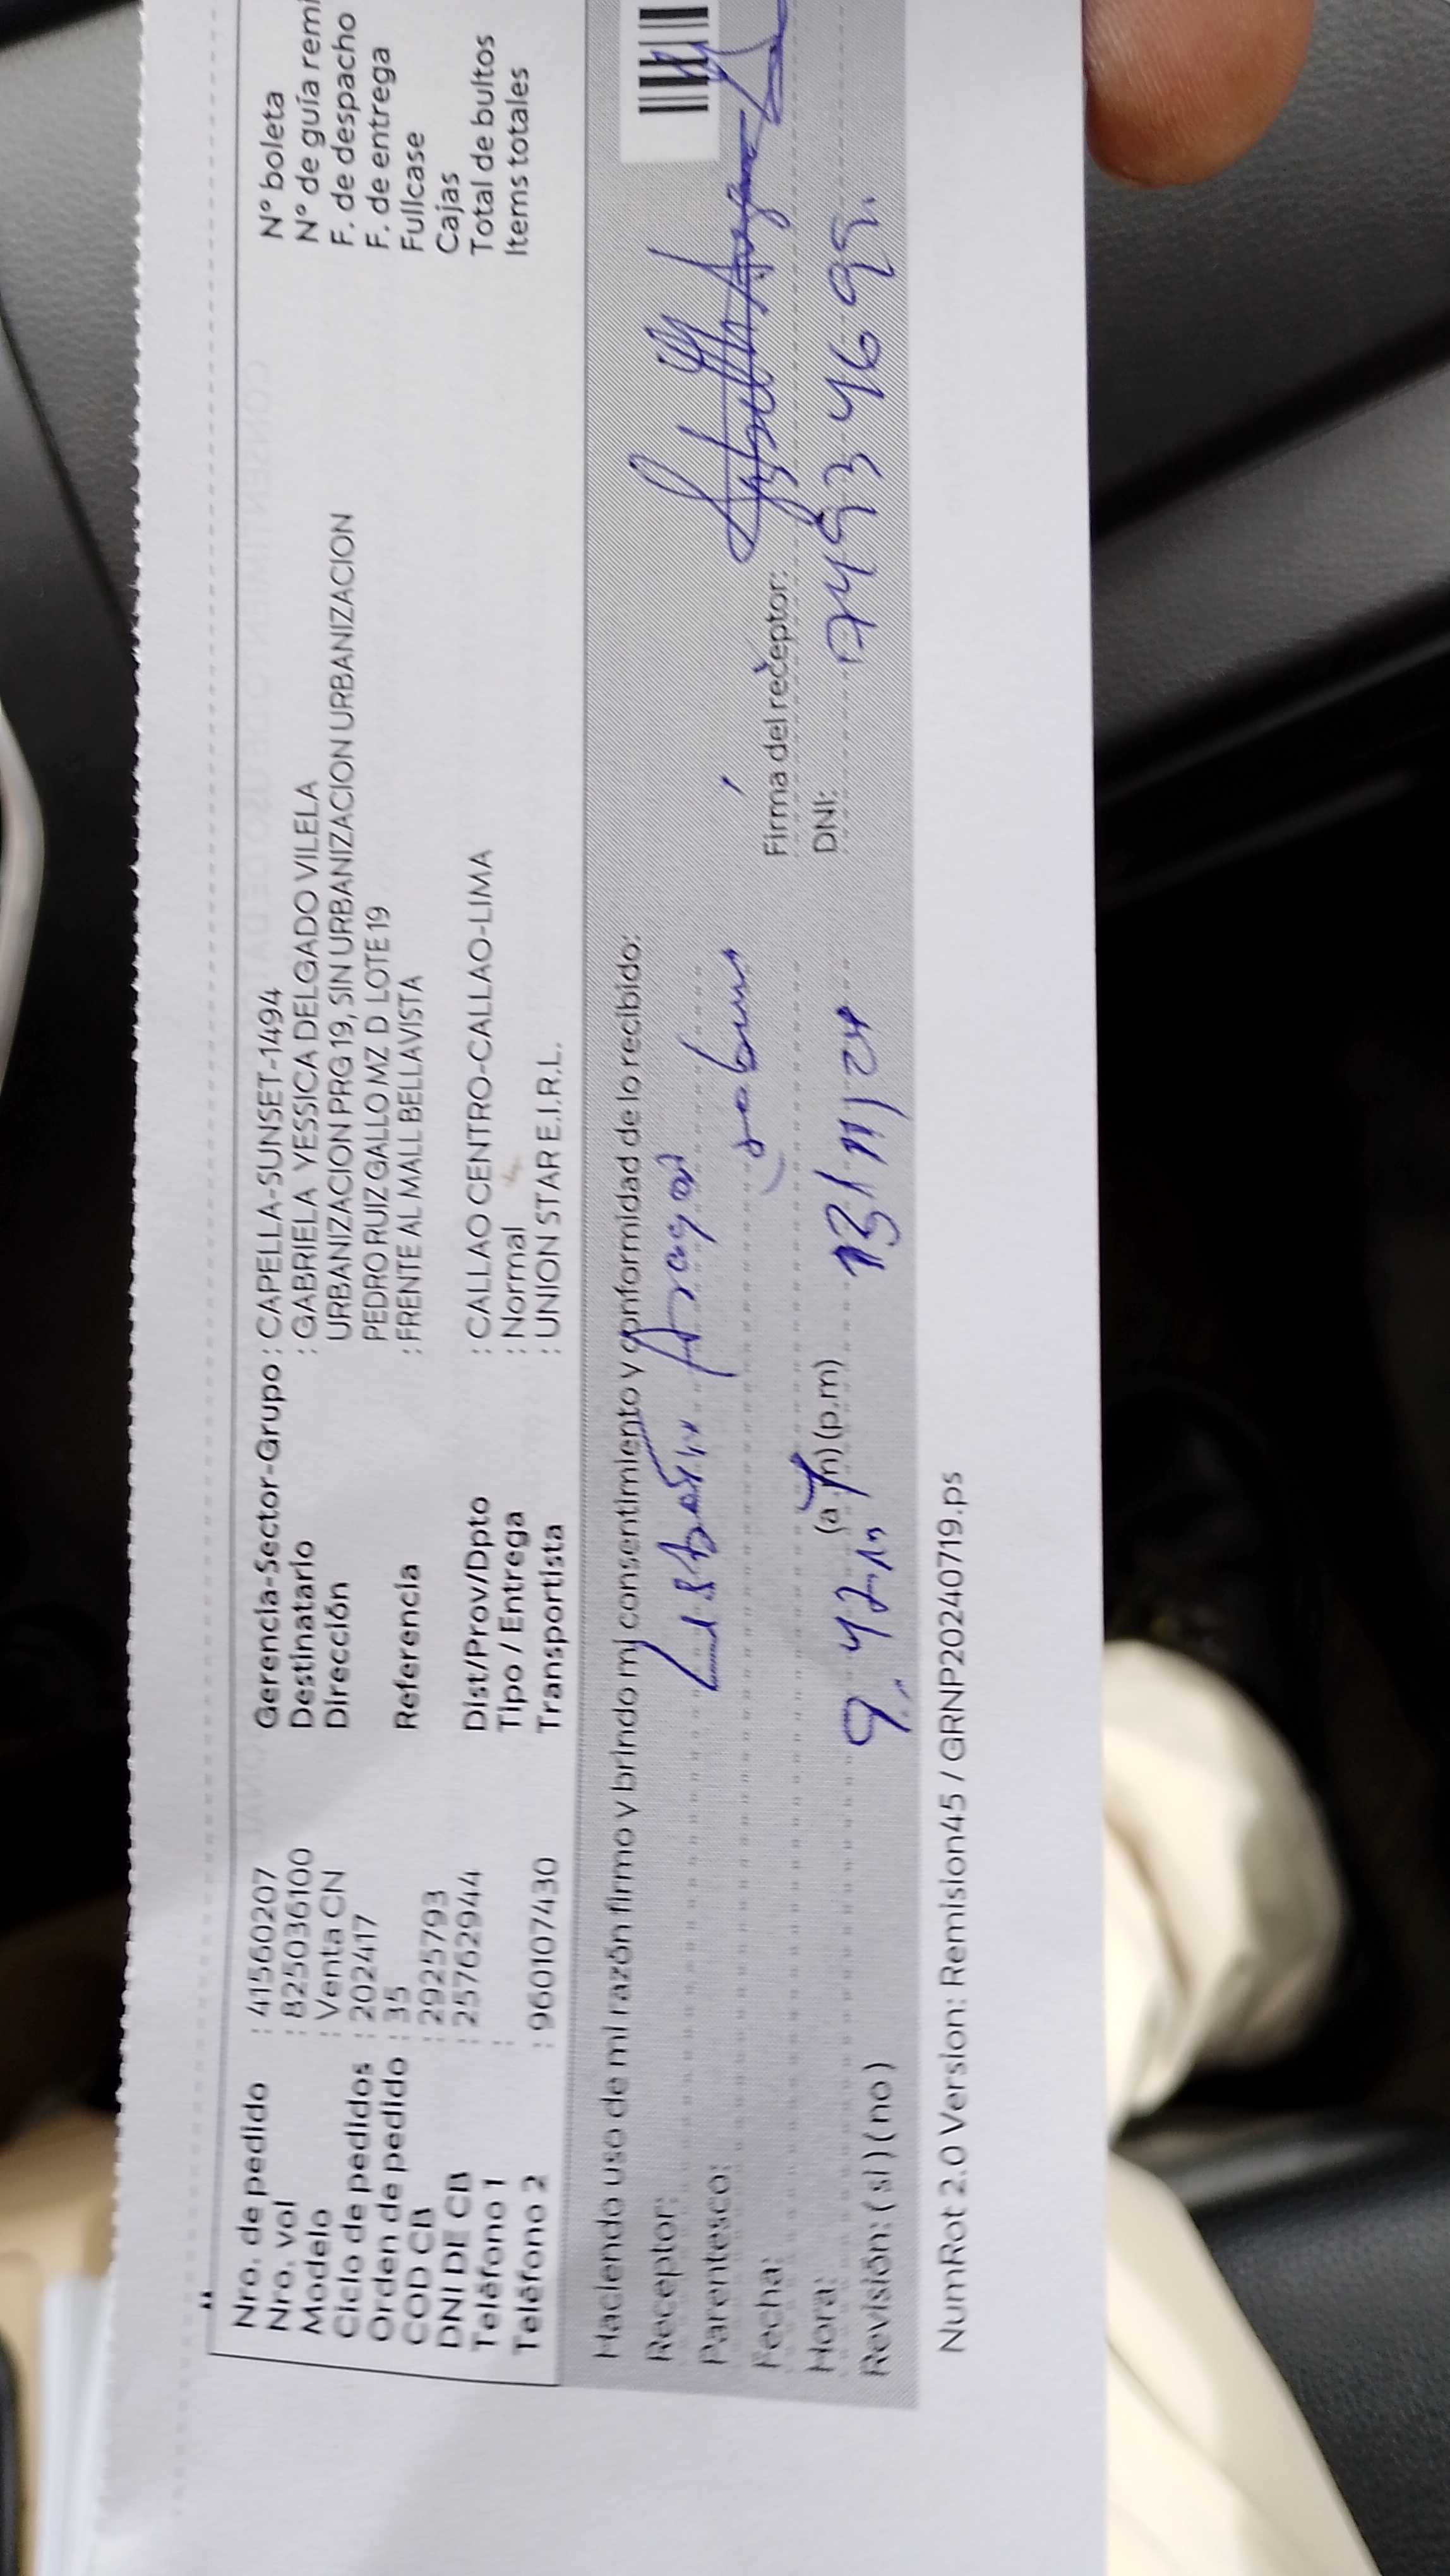 Nro. de pedido : 41560207 Gerencia-Sector-Grupo : CAPELLA-SUNSET-1494 N° boleta
Nro. vol : 825036100 Destinatario : GABRIELA YESSICA DELGADO VILELA N° de guía remi
Modelo : Venta CN Dirección URBANIZACION PRG 19, SIN URBANIZACION URBANIZACION URBANIZACION F. de despacho
Ciclo de pedidos : 202417 PEDRO RUIZ GALLO MZ D LOTE 19 F. de entrega
Orden de pedido : 35 Referencia : FRENTE AL MALL BELLAVISTA Fullcase
COD CB : 2925793 Cajas
DNI DE CB : 25762944 Dist/Prov/Dpto : CALLAO CENTRO-CALLAO-LIMA Total de bultos
Teléfono 1 : Tipo / Entrega : Normal Items totales
Teléfono 2 : 960107430 Transportista : UNION STAR E.I.R.L.
Haciendo uso de mi razón firmo y brindo mi consentimiento y conformidad de lo recibido:
Receptor:
Parentesco:
Fecha: Firma del receptor:
Hora: 9:42 (a.m) (p.m) 13/11/24 DNI:
Revisión: (si) (no)
NumRot 2.0 Version: Remision45 / GRNP20240719.ps